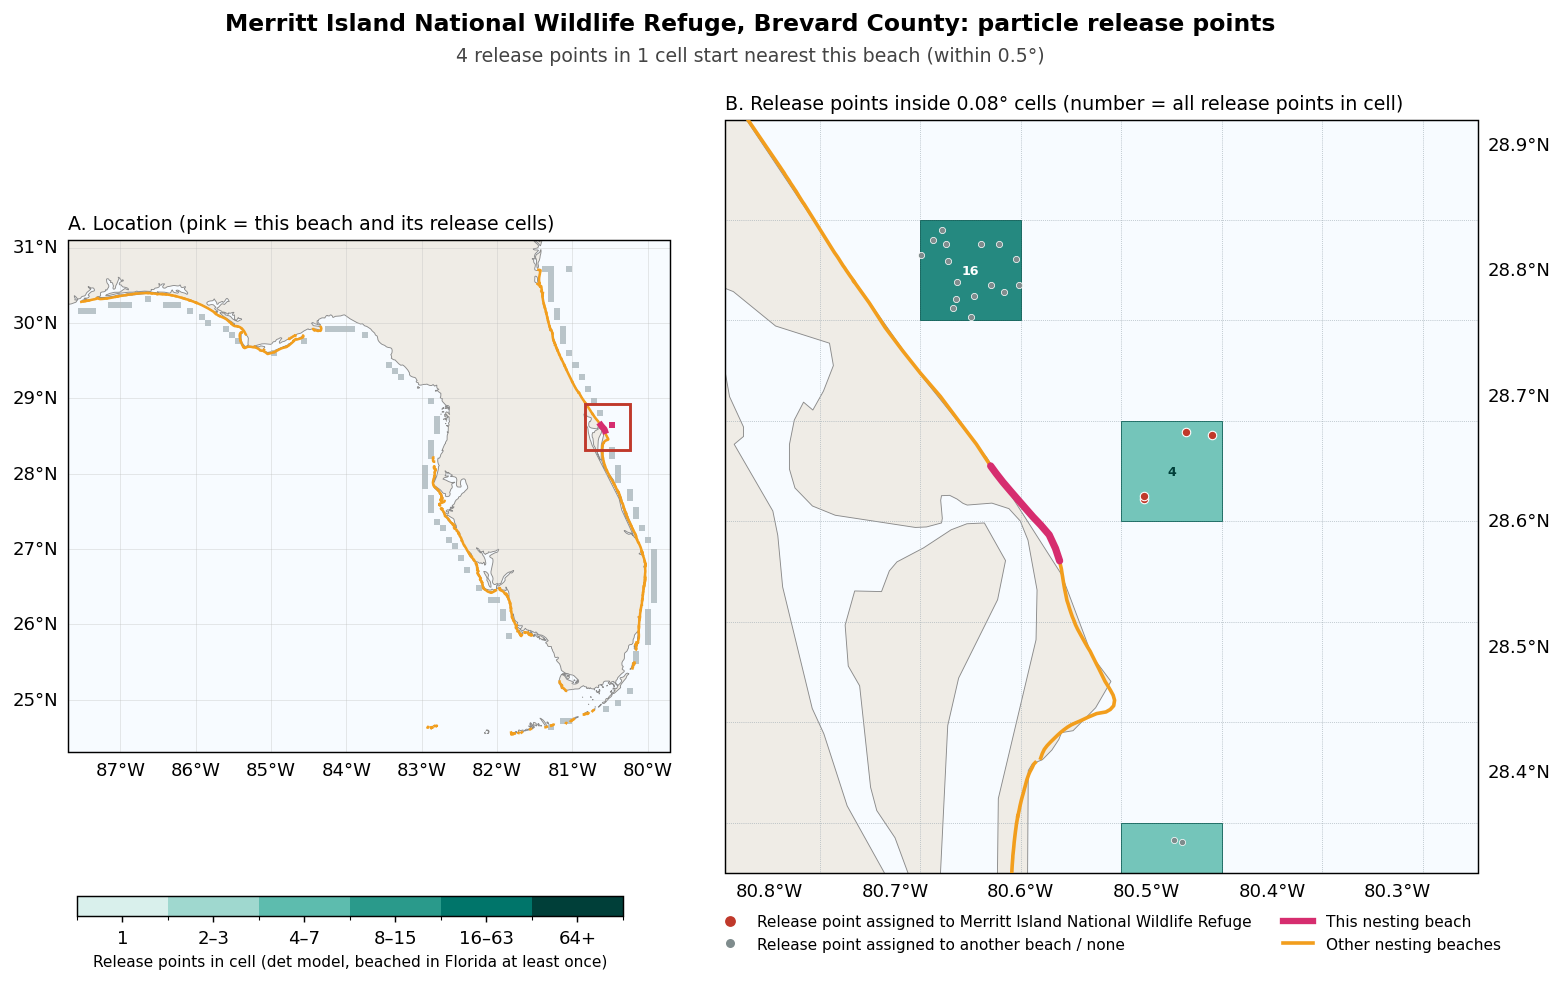 Merritt Island National Wildlife Refuge, Brevard County: particle release points
4 release points in 1 cell start nearest this beach (within 0.5°)
A. Location (pink = this beach and its release cells)
31°N
30°N
29°N
28°N
27°N
26°N
25°N
87°W 86°W 85°W 84°W 83°W 82°W 81°W 80°W
1 2–3 4–7 8–15 16–63 64+
Release points in cell (det model, beached in Florida at least once)
B. Release points inside 0.08° cells (number = all release points in cell)
16
4
28.9°N
28.8°N
28.7°N
28.6°N
28.5°N
28.4°N
80.8°W 80.7°W 80.6°W 80.5°W 80.4°W 80.3°W
Release point assigned to Merritt Island National Wildlife Refuge
Release point assigned to another beach / none
This nesting beach
Other nesting beaches